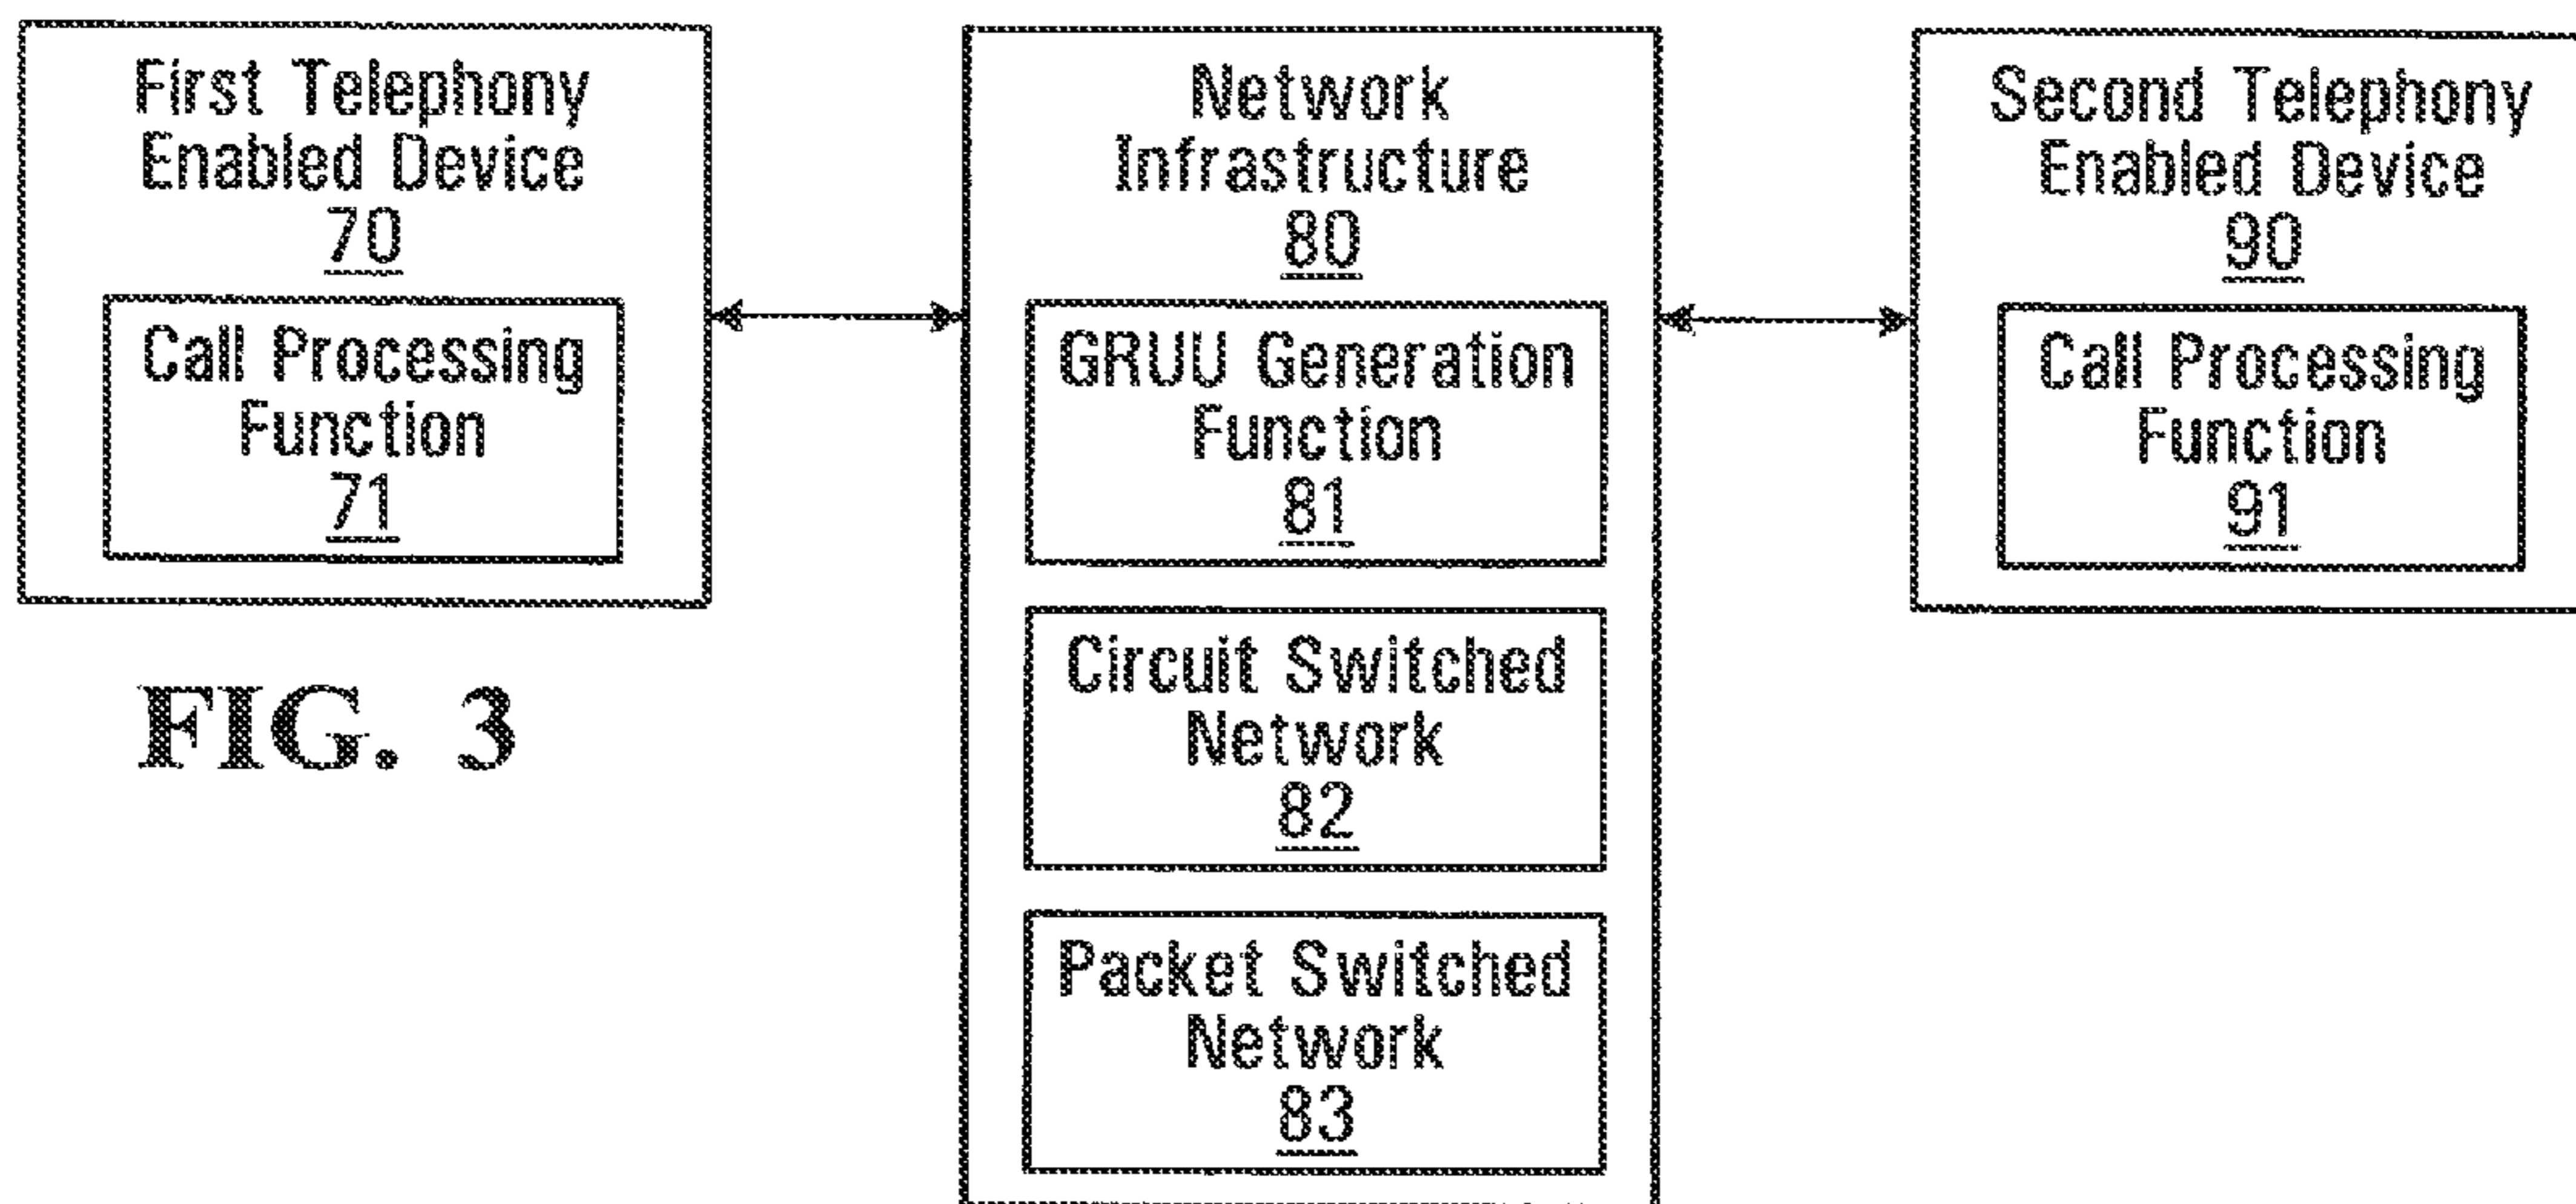 First Telephony
Enabled Device
70
Call Processing
Function
71
FIG. 3
Network
Infrastructure
80
GRUU Generation
Function
81
Circuit Switched
Network
82
Packet Switched
Network
83
Second Telephony
Enabled Device
90
Call Processing
Function
91